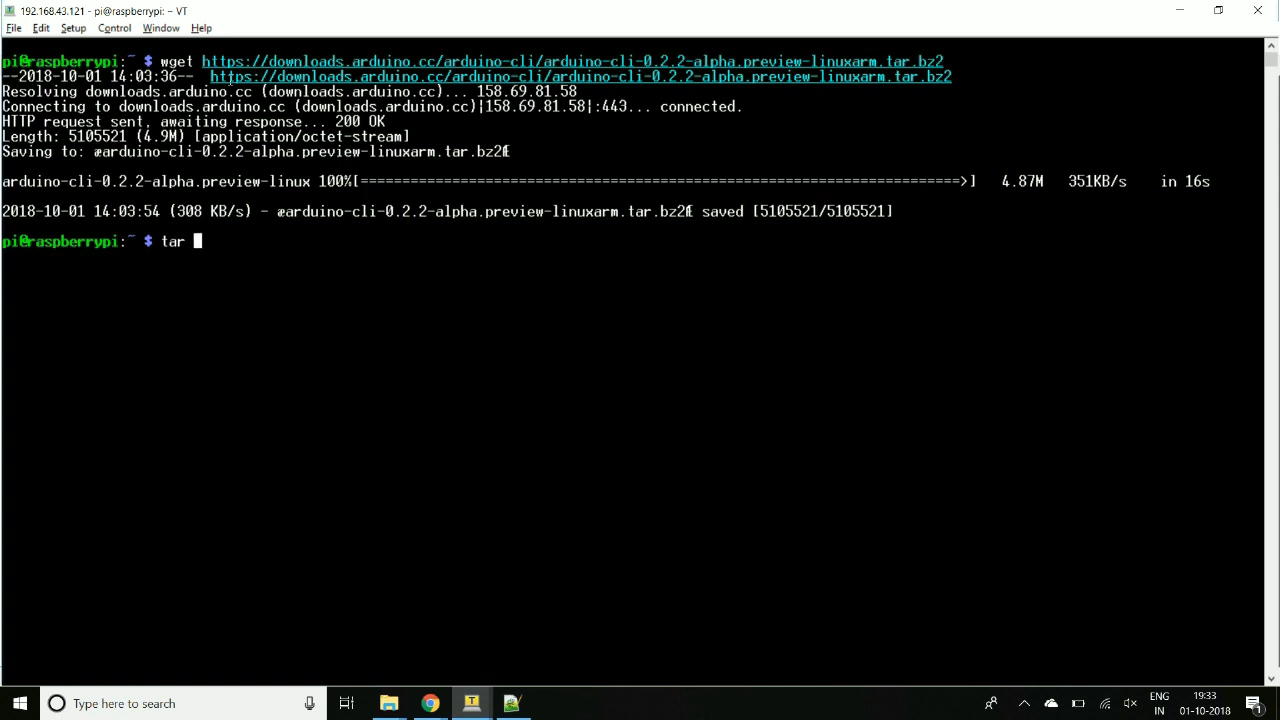 192.168.43.121 - pi@raspberrypi: ~ VT
File Edit Setup Control Window Help
pi@raspberrypi:~ $ wget https://downloads.arduino.cc/arduino-cli/arduino-cli-0.2.2-alpha.preview-linuxarm.tar.bz2
--2018-10-01 14:03:36--  https://downloads.arduino.cc/arduino-cli/arduino-cli-0.2.2-alpha.preview-linuxarm.tar.bz2
Resolving downloads.arduino.cc (downloads.arduino.cc)... 158.69.81.58
Connecting to downloads.arduino.cc (downloads.arduino.cc)|158.69.81.58|:443... connected.
HTTP request sent, awaiting response... 200 OK
Length: 5105521 (4.9M) [application/octet-stream]
Saving to: arduino-cli-0.2.2-alpha.preview-linuxarm.tar.bz2
arduino-cli-0.2.2-alpha.preview-linux 100%[========================================================================>] 4.87M 351KB/s in 16s
2018-10-01 14:03:54 (308 KB/s) - arduino-cli-0.2.2-alpha.preview-linuxarm.tar.bz2 saved [5105521/5105521]
pi@raspberrypi:~ $ tar
Type here to search
ENG 19:33
IN 01-10-2018